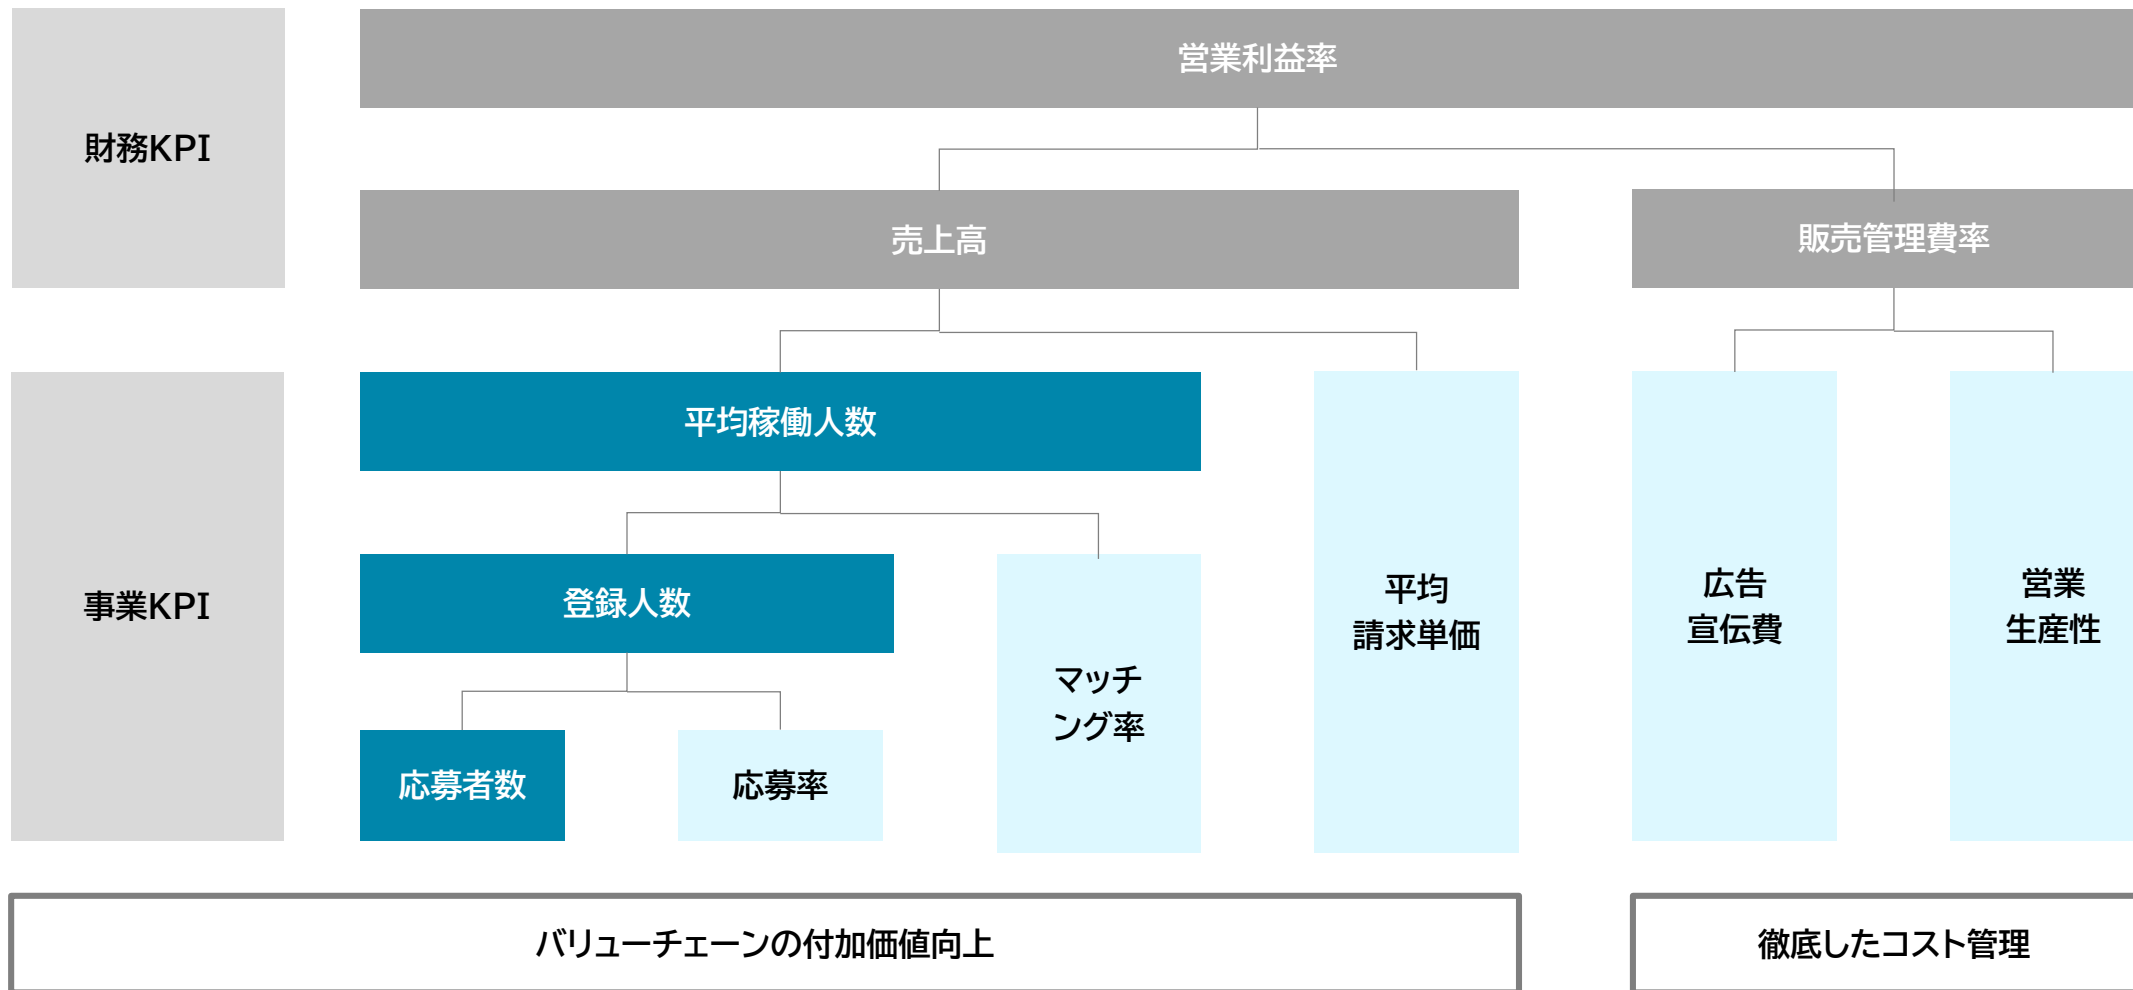 営業利益率
財務KPI
売上高
販売管理費率
平均稼働人数
事業KPI
登録人数
マッチ
ング率
平均
請求単価
広告
宣伝費
営業
生産性
応募者数
応募率
バリューチェーンの付加価値向上
徹底したコスト管理